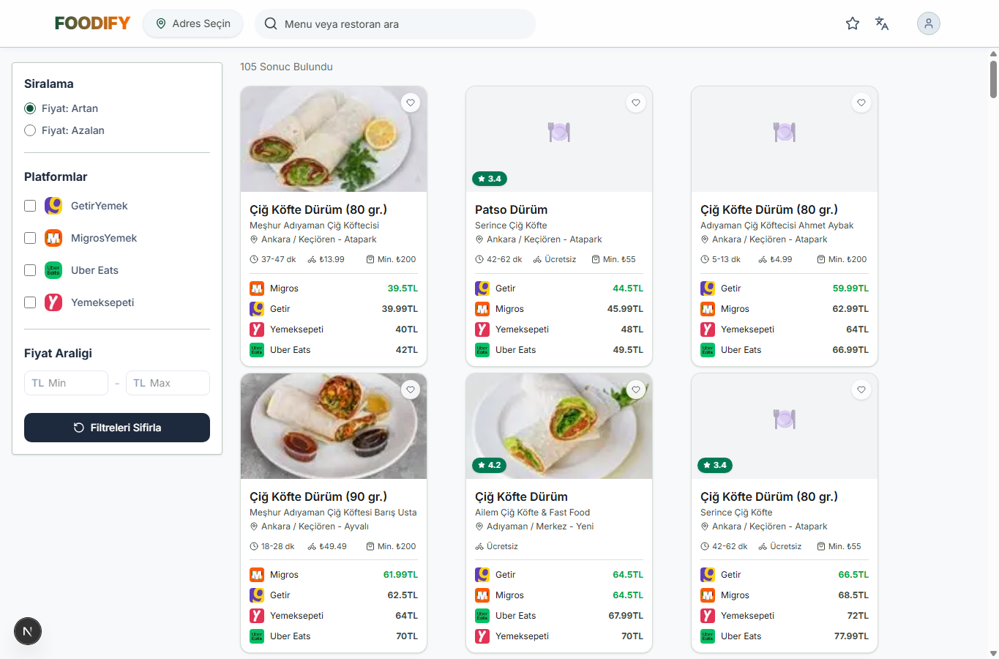 FOODIFY
Adres Seçin
Menu veya restoran ara
Siralama
Fiyat: Artan
Fiyat: Azalan
Platformlar
GetirYemek
MigrosYemek
Uber Eats
Uber Eats
Yemeksepeti
Fiyat Araligi
TL Min - TL Max
Filtreleri Sifirla
N
105 Sonuc Bulundu
Çiğ Köfte Dürüm (80 gr.)
Meşhur Adıyaman Çiğ Köftecisi
Ankara / Keçiören - Atapark
37-47 dk ₺13.99 Min. ₺200
Migros 39.5TL
Getir 39.99TL
Yemeksepeti 40TL
Uber Eats 42TL
3.4
Patso Dürüm
Serince Çiğ Köfte
Ankara / Keçiören - Atapark
42-62 dk Ücretsiz Min. ₺55
Getir 44.5TL
Migros 45.99TL
Yemeksepeti 48TL
Uber Eats 49.5TL
Çiğ Köfte Dürüm (80 gr.)
Adıyaman Çiğ Köftecisi Ahmet Aybak
Ankara / Keçiören - Atapark
5-13 dk ₺4.99 Min. ₺200
Getir 59.99TL
Migros 62.99TL
Yemeksepeti 64TL
Uber Eats 66.99TL
Çiğ Köfte Dürüm (90 gr.)
Meşhur Adıyaman Çiğ Köftesi Barış Usta
Ankara / Keçiören - Ayvalı
18-28 dk ₺49.49 Min. ₺200
Migros 61.99TL
Getir 62.5TL
Yemeksepeti 64TL
Uber Eats 70TL
4.2
Çiğ Köfte Dürüm
Ailem Çiğ Köfte & Fast Food
Adıyaman / Merkez - Yeni
Ücretsiz
Getir 64.5TL
Migros 64.5TL
Uber Eats 67.99TL
Yemeksepeti 70TL
3.4
Çiğ Köfte Dürüm (80 gr.)
Serince Çiğ Köfte
Ankara / Keçiören - Atapark
42-62 dk Ücretsiz Min. ₺55
Getir 66.5TL
Migros 68.5TL
Yemeksepeti 72TL
Uber Eats 77.99TL